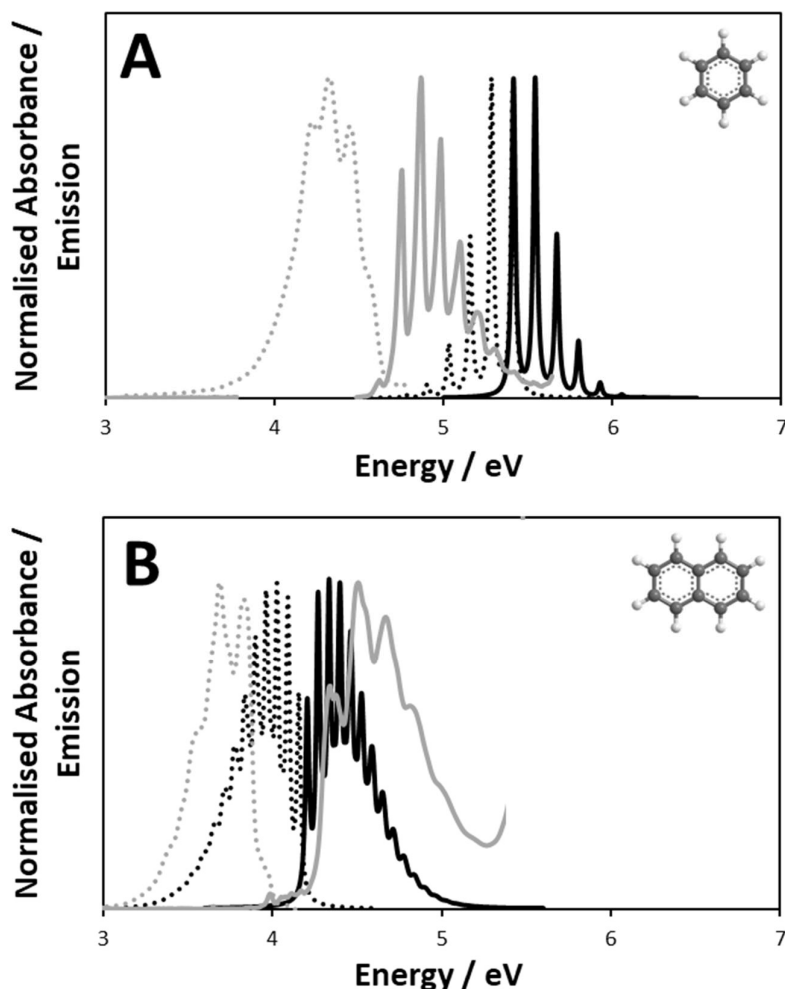 A
Normalised Absorbance /
Emission
3 4 5 6 7
Energy / eV
B
Normalised Absorbance /
Emission
3 4 5 6 7
Energy / eV